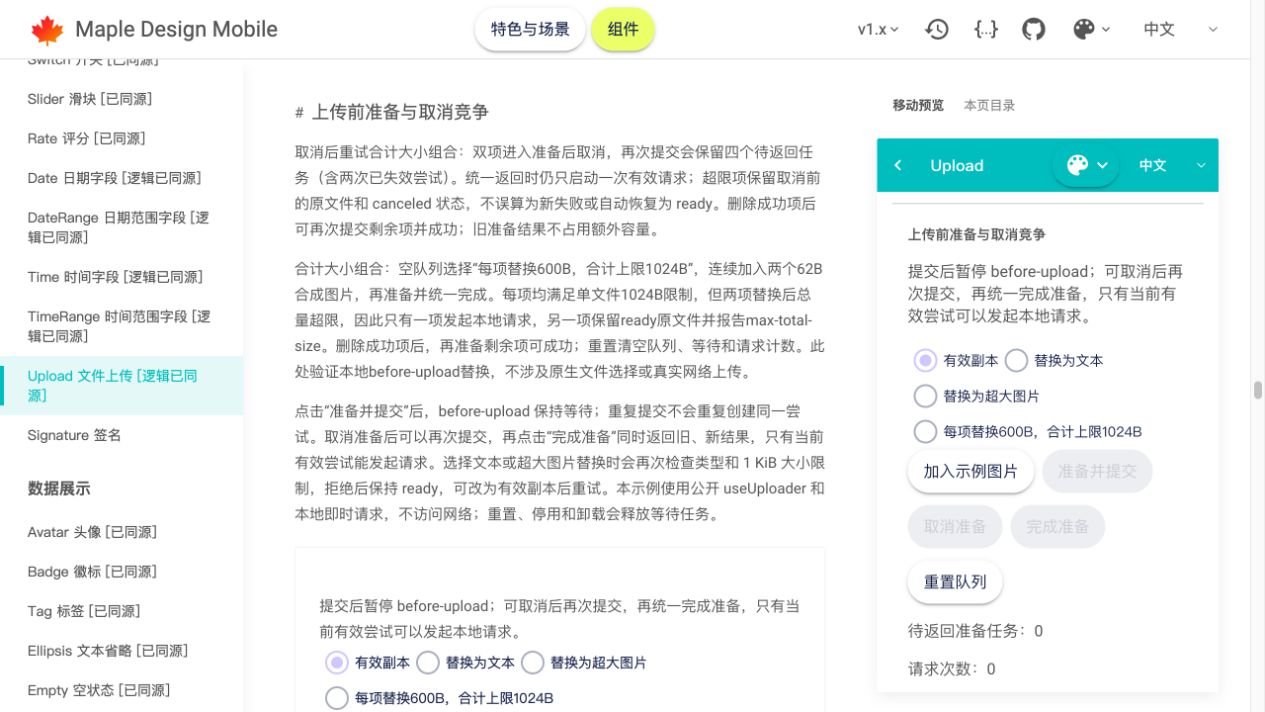 Maple Design Mobile
特色与场景
组件
v1.x
中文
Switch 开关 [已同源]
Slider 滑块 [已同源]
Rate 评分 [已同源]
Date 日期字段 [逻辑已同源]
DateRange 日期范围字段 [逻
辑已同源]
Time 时间字段 [逻辑已同源]
TimeRange 时间范围字段 [逻
辑已同源]
Upload 文件上传 [逻辑已同
源]
Signature 签名
数据展示
Avatar 头像 [已同源]
Badge 徽标 [已同源]
Tag 标签 [已同源]
Ellipsis 文本省略 [已同源]
Empty 空状态 [已同源]
# 上传前准备与取消竞争
取消后重试合计大小组合：双项进入准备后取消，再次提交会保留四个待返回任
务（含两次已失效尝试）。统一返回时仍只启动一次有效请求；超限项保留取消前
的原文件和 canceled 状态，不误算为新失败或自动恢复为 ready。删除成功项后
可再次提交剩余项并成功；旧准备结果不占用额外容量。
合计大小组合：空队列选择“每项替换600B，合计上限1024B”，连续加入两个62B
合成图片，再准备并统一完成。每项均满足单文件1024B限制，但两项替换后总
量超限，因此只有一项发起本地请求，另一项保留ready原文件并报告max-total-
size。删除成功项后，再准备剩余项可成功；重置清空队列、等待和请求计数。此
处验证本地before-upload替换，不涉及原生文件选择或真实网络上传。
点击“准备并提交”后，before-upload 保持等待；重复提交不会重复创建同一尝
试。取消准备后可以再次提交，再点击“完成准备”同时返回旧、新结果，只有当前
有效尝试能发起请求。选择文本或超大图片替换时会再次检查类型和 1 KiB 大小限
制，拒绝后保持 ready，可改为有效副本后重试。本示例使用公开 useUploader 和
本地即时请求，不访问网络；重置、停用和卸载会释放等待任务。
提交后暂停 before-upload；可取消后再次提交，再统一完成准备，只有当
前有效尝试可以发起本地请求。
有效副本 替换为文本 替换为超大图片
每项替换600B，合计上限1024B
移动预览 本页目录
Upload
中文
上传前准备与取消竞争
提交后暂停 before-upload；可取消后再
次提交，再统一完成准备，只有当前有
效尝试可以发起本地请求。
有效副本 替换为文本
替换为超大图片
每项替换600B，合计上限1024B
加入示例图片 准备并提交
取消准备 完成准备
重置队列
待返回准备任务：0
请求次数：0